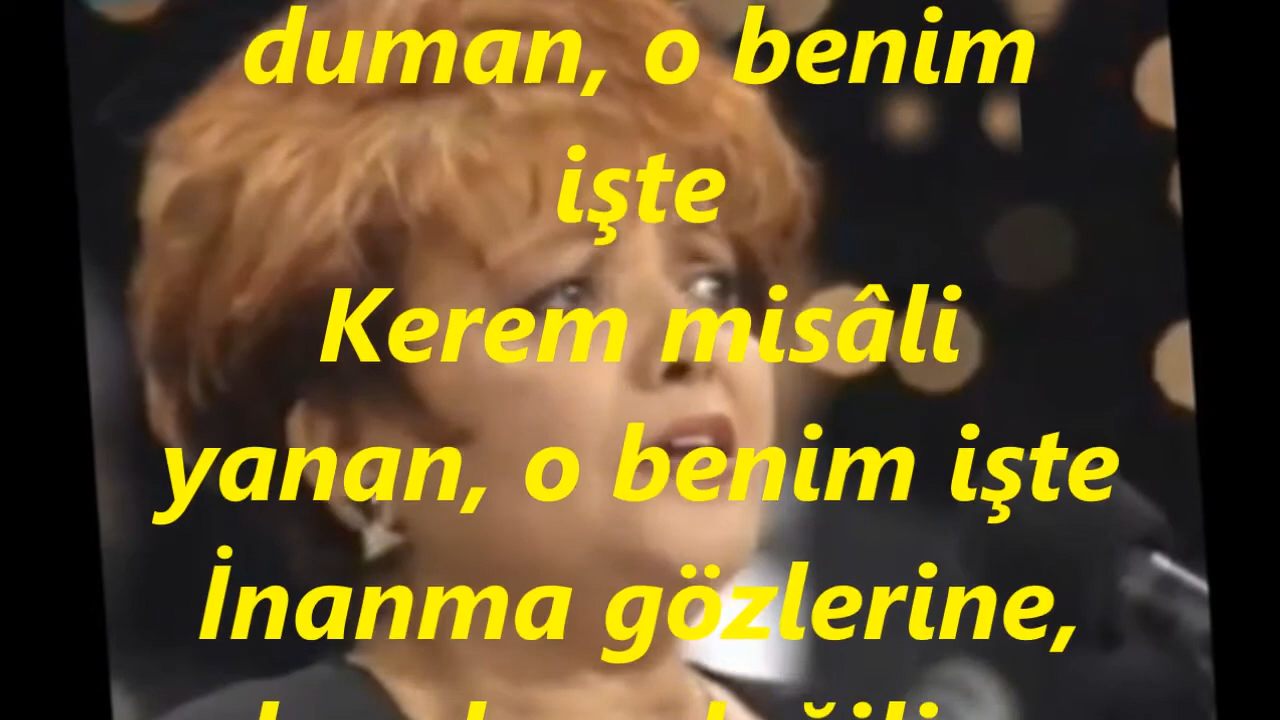 duman, o benim
işte
Kerem misâli
yanan, o benim işte
İnanma gözlerine,